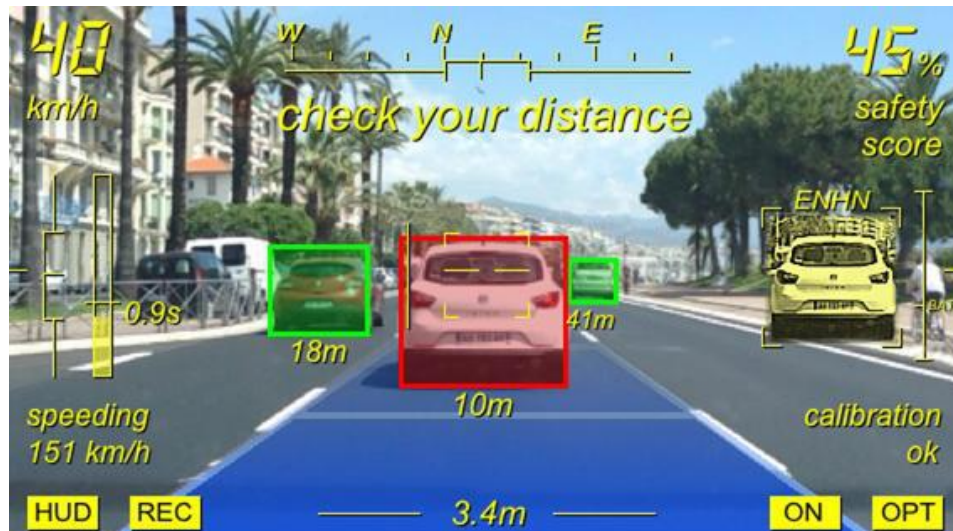 40
km/h
W N E
check your distance
45%
safety
score
ENHN
0.9s
18m
41m
10m
speeding
151 km/h
calibration
ok
HUD
REC
3.4m
ON
OPT